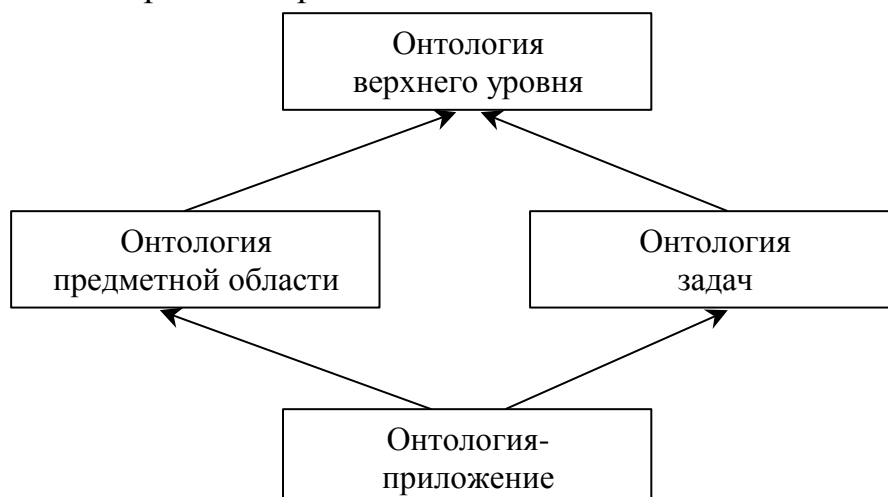 Онтология
верхнего уровня
Онтология
предметной области
Онтология
задач
Онтология-
приложение